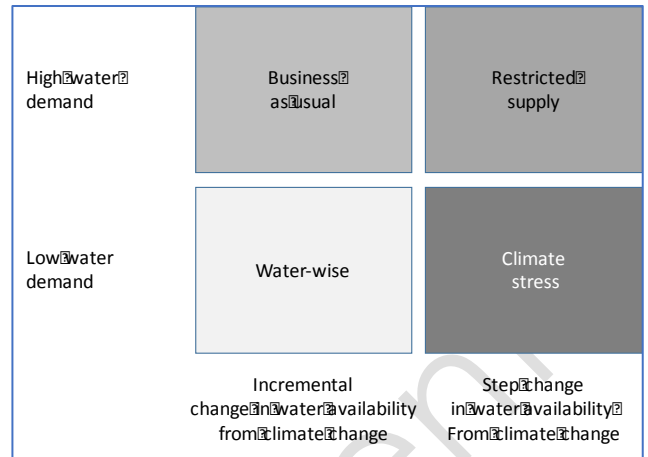 High water
demand
Business
as usual
Restricted
supply
Low water
demand
Water-wise
Climate
stress
Incremental
change in water availability
from climate change
Step change
in water availability
From climate change